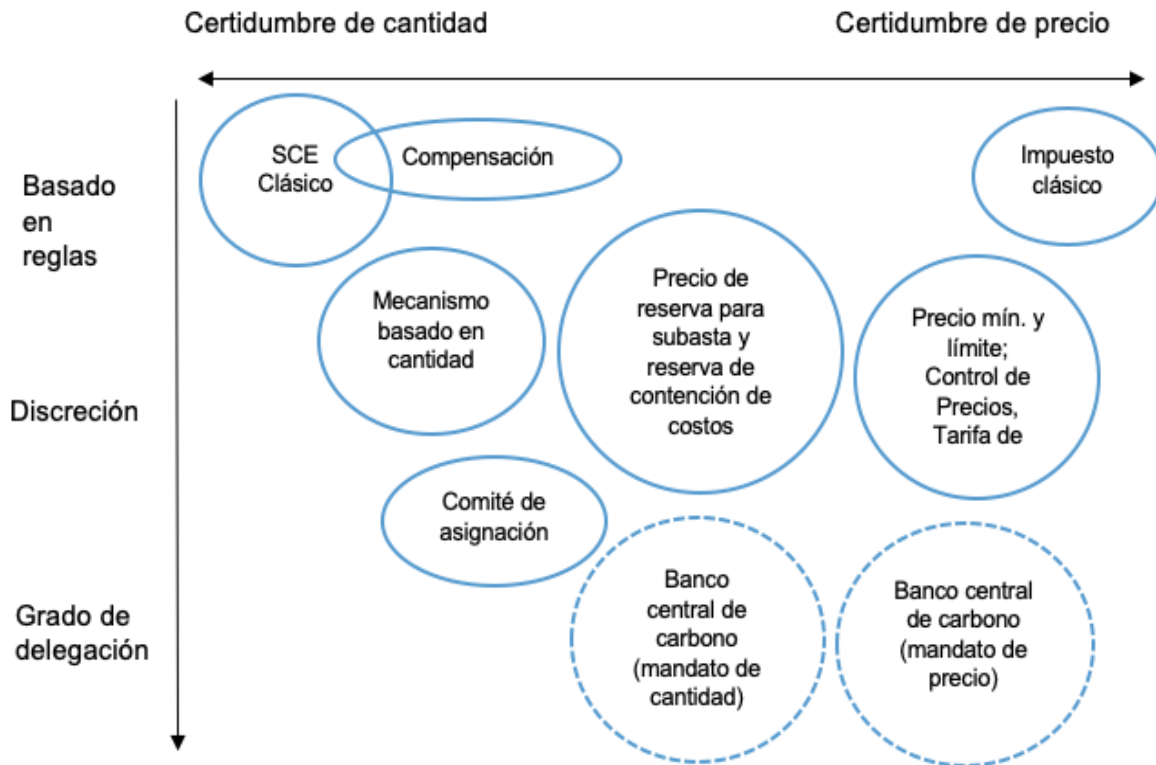 Certidumbre de cantidad
Certidumbre de precio
Basado
en
reglas
SCE
Clásico
Compensación
Impuesto
clásico
Mecanismo
basado en
cantidad
Precio de
reserva para
subasta y
reserva de
contención de
costos
Precio mín. y
límite;
Control de
Precios,
Tarifa de
Discreción
Comité de
asignación
Grado de
delegación
Banco
central de
carbono
(mandato de
cantidad)
Banco central
de carbono
(mandato de
precio)